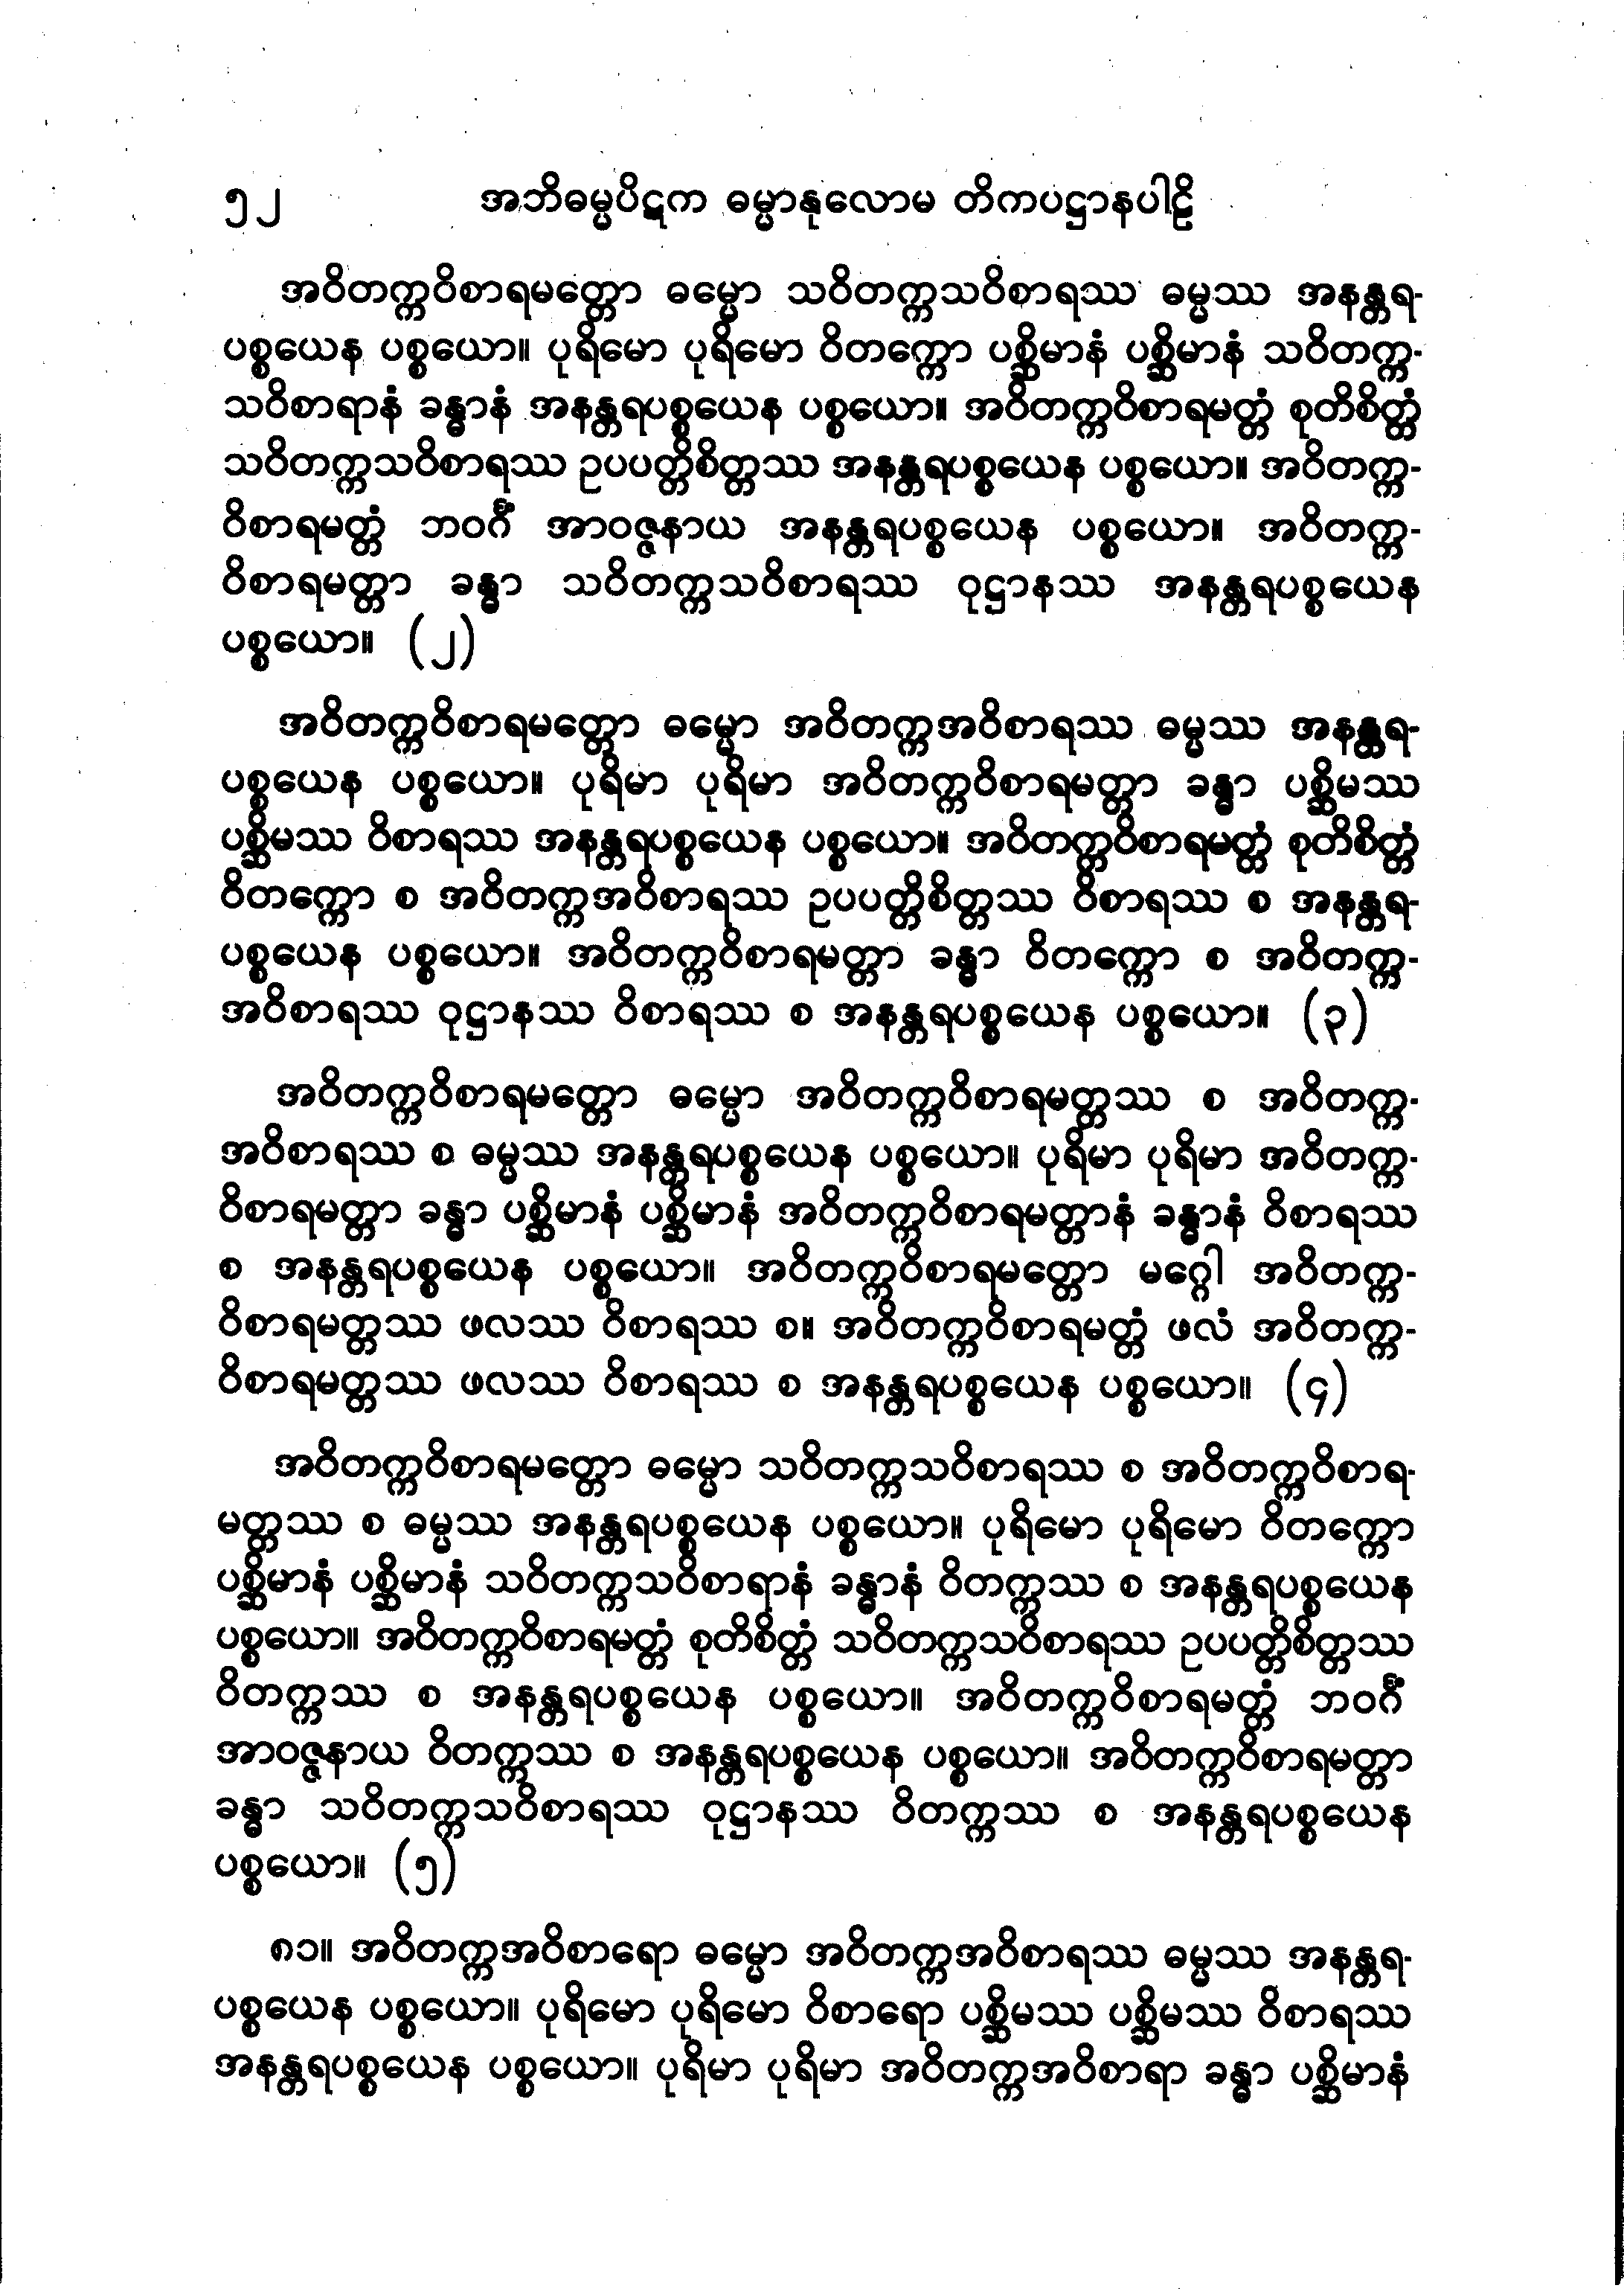 ၅၂ အဘိဓမ္မပိဋက ဓမ္မာနုလောမ တိကပဋ္ဌာနပါဠိ
အဝိတက္ကဝိစာရမတ္တော ဓမ္မော သဝိတက္ကသဝိစာရဿ ဓမ္မဿ အနန္တရ-
ပစ္စယေန ပစ္စယော။ ပုရိမော ပုရိမော ဝိတက္ကော ပစ္ဆိမာနံ ပစ္ဆိမာနံ သဝိတက္က-
သဝိစာရာနံ ခန္ဓာနံ အနန္တရပစ္စယေန ပစ္စယော။ အဝိတက္ကဝိစာရမတ္တံ စုတိစိတ္တံ
သဝိတက္ကသဝိစာရဿ ဥပပတ္တိစိတ္တဿ အနန္တရပစ္စယေန ပစ္စယော။ အဝိတက္က-
ဝိစာရမတ္တံ ဘဝင်္ဂံ အာဝဇ္ဇနာယ အနန္တရပစ္စယေန ပစ္စယော။ အဝိတက္က-
ဝိစာရမတ္တာ ခန္ဓာ သဝိတက္ကသဝိစာရဿ ဝုဋ္ဌာနဿ အနန္တရပစ္စယေန
ပစ္စယော။ (၂)
အဝိတက္ကဝိစာရမတ္တော ဓမ္မော အဝိတက္ကအဝိစာရဿ ဓမ္မဿ အနန္တရ-
ပစ္စယေန ပစ္စယော။ ပုရိမာ ပုရိမာ အဝိတက္ကဝိစာရမတ္တာ ခန္ဓာ ပစ္ဆိမဿ
ပစ္ဆိမဿ ဝိစာရဿ အနန္တရပစ္စယေန ပစ္စယော။ အဝိတက္ကဝိစာရမတ္တံ စုတိစိတ္တံ
ဝိတက္ကော စ အဝိတက္ကအဝိစာရဿ ဥပပတ္တိစိတ္တဿ ဝိစာရဿ စ အနန္တရ-
ပစ္စယေန ပစ္စယော။ အဝိတက္ကဝိစာရမတ္တာ ခန္ဓာ ဝိတက္ကော စ အဝိတက္က-
အဝိစာရဿ ဝုဋ္ဌာနဿ ဝိစာရဿ စ အနန္တရပစ္စယေန ပစ္စယော။ (၃)
အဝိတက္ကဝိစာရမတ္တော ဓမ္မော အဝိတက္ကဝိစာရမတ္တဿ စ အဝိတက္က-
အဝိစာရဿ စ ဓမ္မဿ အနန္တရပစ္စယေန ပစ္စယော။ ပုရိမာ ပုရိမာ အဝိတက္က-
ဝိစာရမတ္တာ ခန္ဓာ ပစ္ဆိမာနံ ပစ္ဆိမာနံ အဝိတက္ကဝိစာရမတ္တာနံ ခန္ဓာနံ ဝိစာရဿ
စ အနန္တရပစ္စယေန ပစ္စယော။ အဝိတက္ကဝိစာရမတ္တော မဂ္ဂေါ အဝိတက္က-
ဝိစာရမတ္တဿ ဖလဿ ဝိစာရဿ စ။ အဝိတက္ကဝိစာရမတ္တံ ဖလံ အဝိတက္က-
ဝိစာရမတ္တဿ ဖလဿ ဝိစာရဿ စ အနန္တရပစ္စယေန ပစ္စယော။ (၄)
အဝိတက္ကဝိစာရမတ္တော ဓမ္မော သဝိတက္ကသဝိစာရဿ စ အဝိတက္ကဝိစာရ-
မတ္တဿ စ ဓမ္မဿ အနန္တရပစ္စယေန ပစ္စယော။ ပုရိမော ပုရိမော ဝိတက္ကော
ပစ္ဆိမာနံ ပစ္ဆိမာနံ သဝိတက္ကသဝိစာရာနံ ခန္ဓာနံ ဝိတက္ကဿ စ အနန္တရပစ္စယေန
ပစ္စယော။ အဝိတက္ကဝိစာရမတ္တံ စုတိစိတ္တံ သဝိတက္ကသဝိစာရဿ ဥပပတ္တိစိတ္တဿ
ဝိတက္ကဿ စ အနန္တရပစ္စယေန ပစ္စယော။ အဝိတက္ကဝိစာရမတ္တံ ဘဝင်္ဂံ
အာဝဇ္ဇနာယ ဝိတက္ကဿ စ အနန္တရပစ္စယေန ပစ္စယော။ အဝိတက္ကဝိစာရမတ္တာ
ခန္ဓာ သဝိတက္ကသဝိစာရဿ ဝုဋ္ဌာနဿ ဝိတက္ကဿ စ အနန္တရပစ္စယေန
ပစ္စယော။ (၅)
၈၁။ အဝိတက္ကအဝိစာရော ဓမ္မော အဝိတက္ကအဝိစာရဿ ဓမ္မဿ အနန္တရ-
ပစ္စယေန ပစ္စယော။ ပုရိမော ပုရိမော ဝိစာရော ပစ္ဆိမဿ ပစ္ဆိမဿ ဝိစာရဿ
အနန္တရပစ္စယေန ပစ္စယော။ ပုရိမာ ပုရိမာ အဝိတက္ကအဝိစာရာ ခန္ဓာ ပစ္ဆိမာနံ